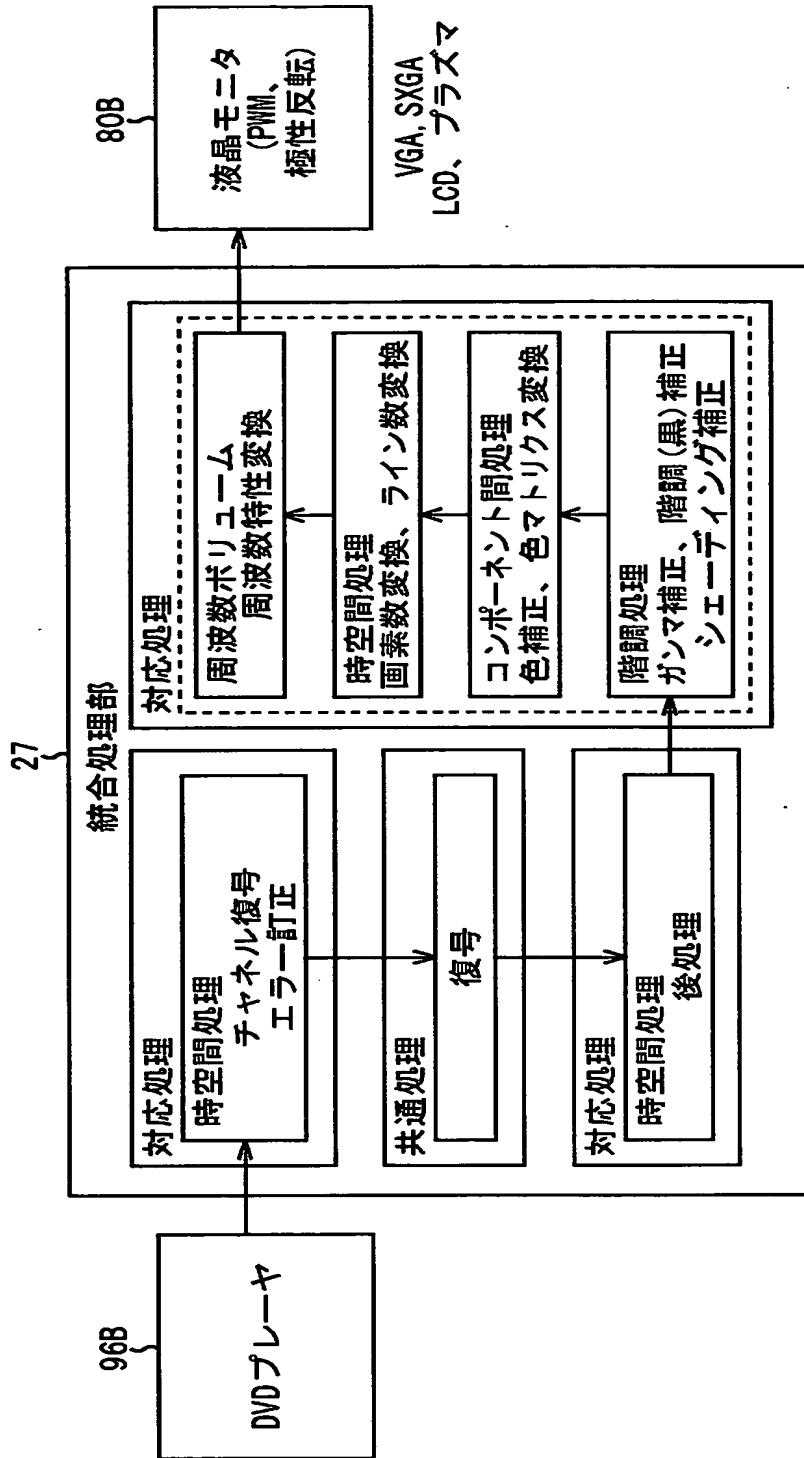 27
統合処理部
96B
DVDプレーヤ
対応処理
時空間処理
チャネル復号
エラー訂正
共通処理
復号
対応処理
時空間処理
後処理
対応処理
周波数ボリューム
周波数特性変換
時空間処理
画素数変換、ライン数変換
コンポーネント間処理
色補正、色マトリクス変換
階調処理
ガンマ補正、階調(黒)補正
シェーディング補正
80B
液晶モニタ
(PWM、
極性反転)
VGA, SXGA
LCD、プラズマ